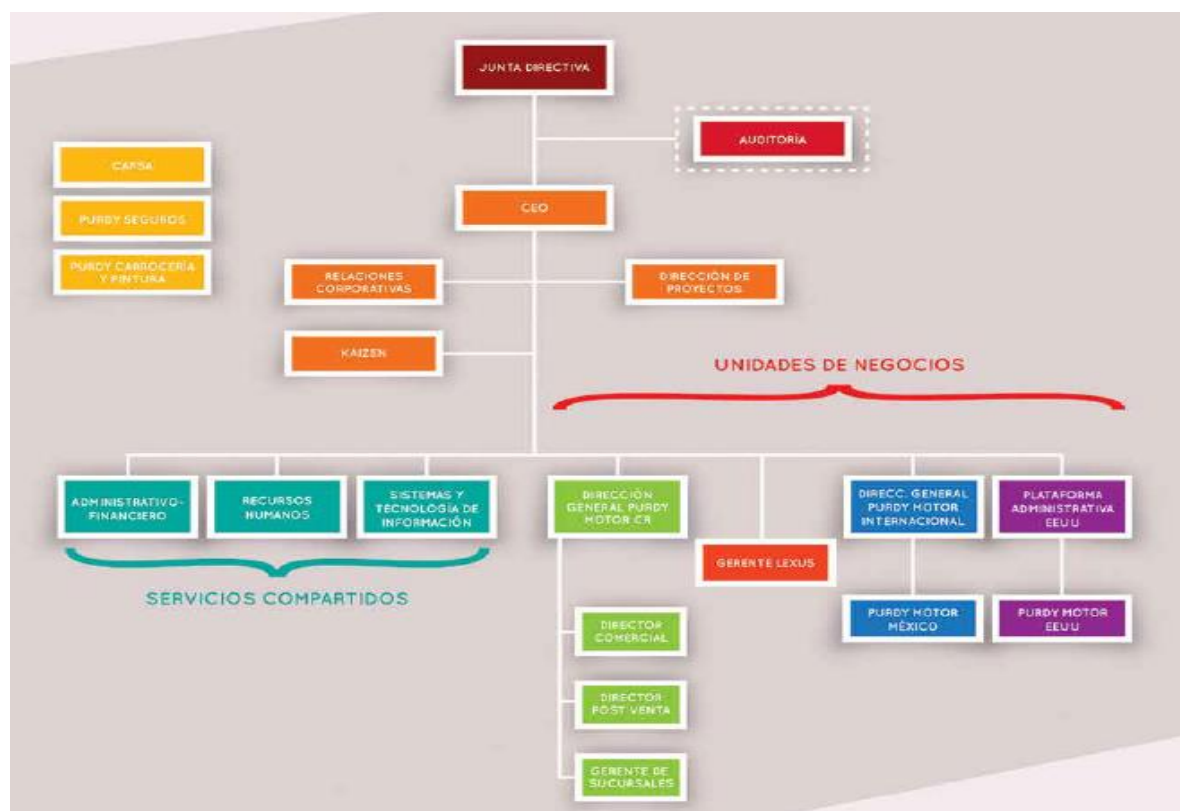 JUNTA DIRECTIVA
AUDITORÍA
CAFSA
PURDY SEGUROS
PURDY CARROCERÍA
Y PINTURA
CEO
RELACIONES
CORPORATIVAS
DIRECCIÓN DE
PROYECTOS
KAIZEN
UNIDADES DE NEGOCIOS
ADMINISTRATIVO-
FINANCIERO
RECURSOS
HUMANOS
SISTEMAS Y
TECNOLOGÍA DE
INFORMACIÓN
DIRECCIÓN
GENERAL PURDY
MOTOR CR
GERENTE LEXUS
DIRECC. GENERAL
PURDY MOTOR
INTERNACIONAL
PLATAFORMA
ADMINISTRATIVA
EEUU
SERVICIOS COMPARTIDOS
DIRECTOR
COMERCIAL
DIRECTOR
POST VENTA
GERENTE DE
SUCURSALES
PURDY MOTOR
MÉXICO
PURDY MOTOR
EEUU